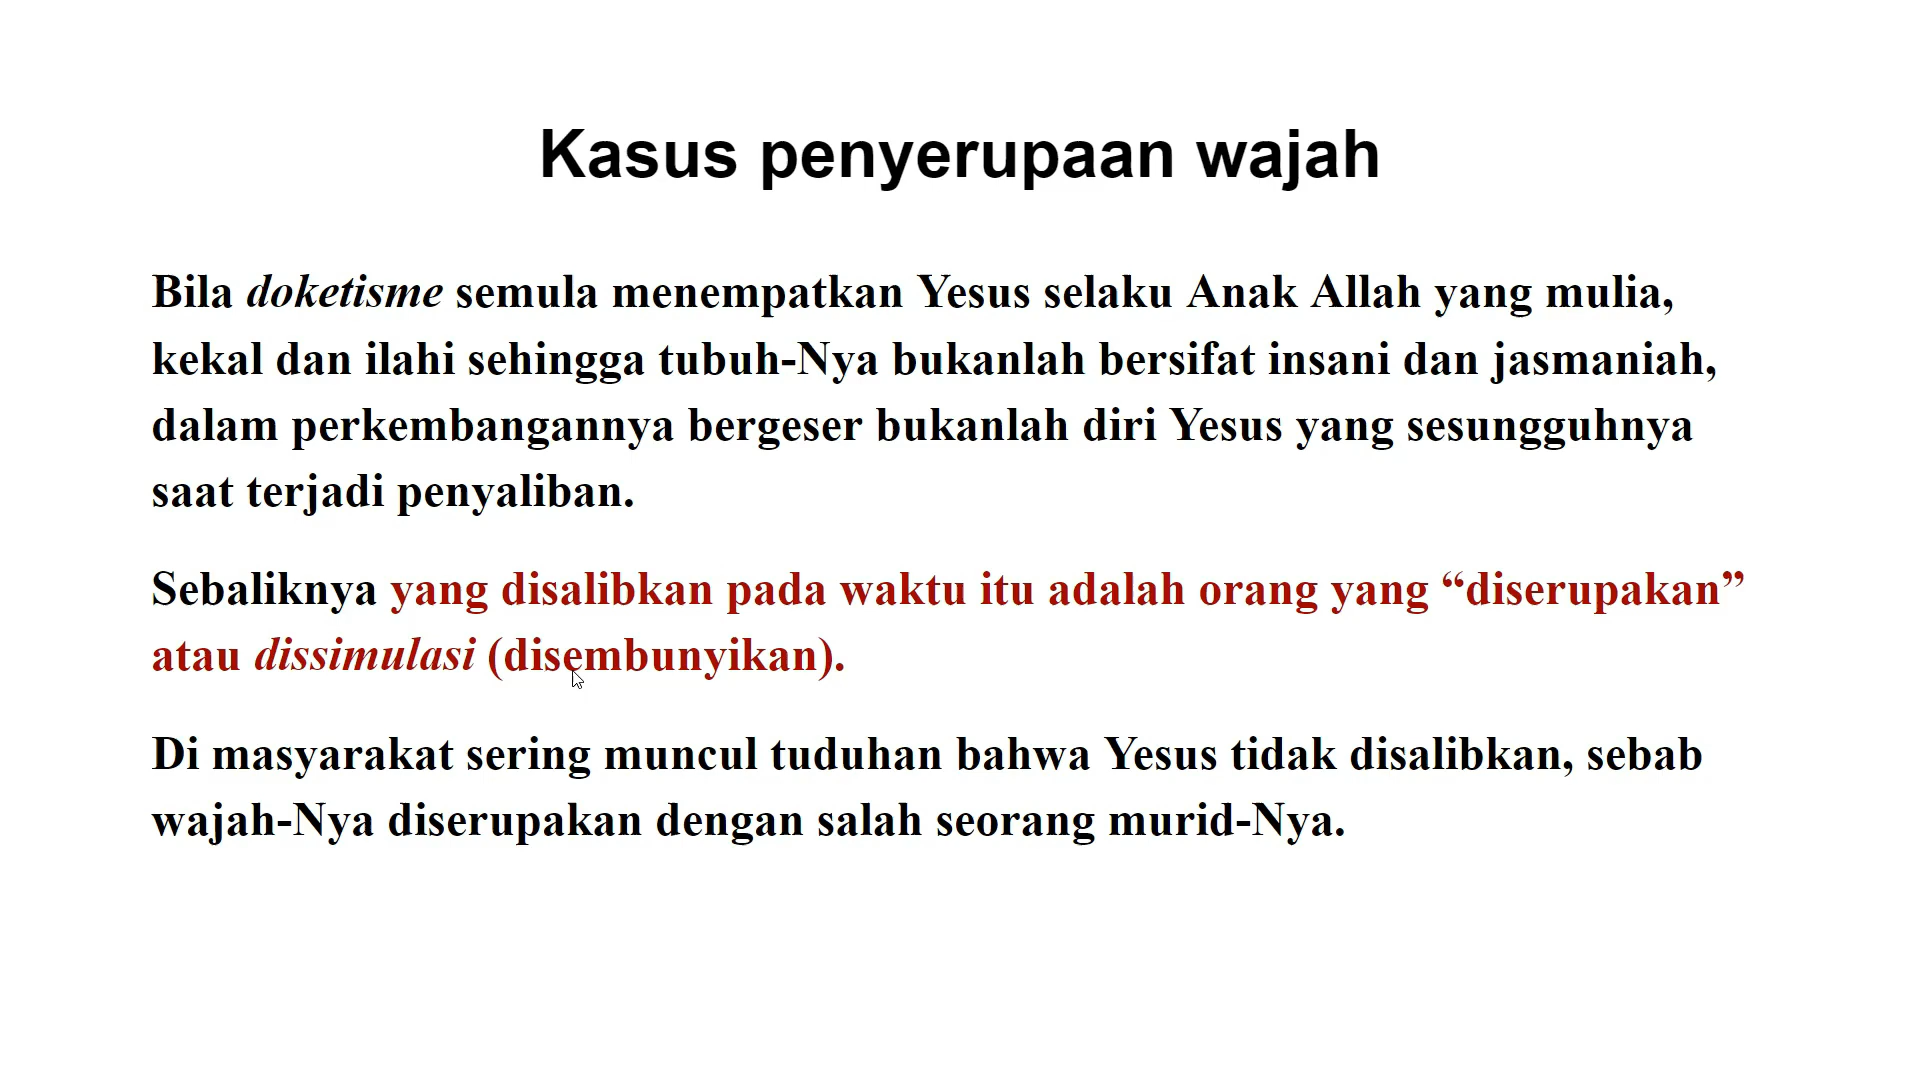 Kasus penyerupaan wajah
Bila doketisme semula menempatkan Yesus selaku Anak Allah yang mulia,
kekal dan ilahi sehingga tubuh-Nya bukanlah bersifat insani dan jasmaniah,
dalam perkembangannya bergeser bukanlah diri Yesus yang sesungguhnya
saat terjadi penyaliban.
Sebaliknya yang disalibkan pada waktu itu adalah orang yang “diserupakan”
atau dissimulasi (disembunyikan).
Di masyarakat sering muncul tuduhan bahwa Yesus tidak disalibkan, sebab
wajah-Nya diserupakan dengan salah seorang murid-Nya.